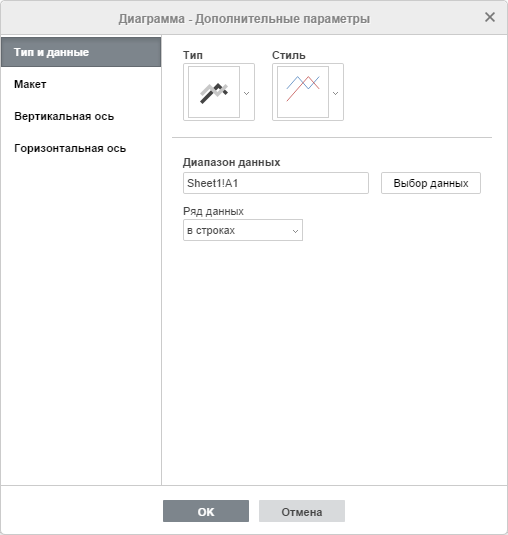 Диаграмма - Дополнительные параметры
Тип и данные
Макет
Вертикальная ось
Горизонтальная ось
Тип
Стиль
Диапазон данных
Sheet1!A1
Выбор данных
Ряд данных
в строках
OK
Отмена